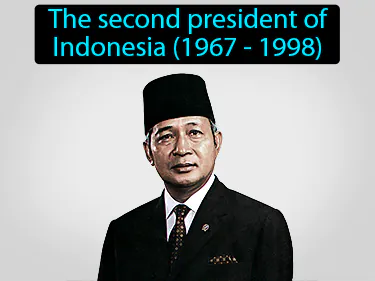 The second president of
Indonesia (1967 - 1998)